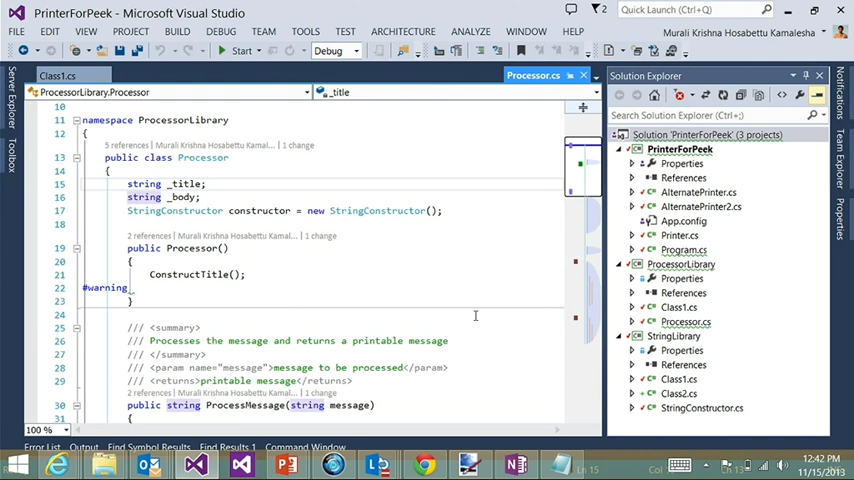 PrinterForPeek - Microsoft Visual Studio
2
Quick Launch (Ctrl+Q)
FILE EDIT VIEW PROJECT BUILD DEBUG TEAM TOOLS TEST ARCHITECTURE ANALYZE WINDOW HELP
Murali Krishna Hosabettu Kamalesha
Start Debug
Server Explorer
Toolbox
Class1.cs
Processor.cs
ProcessorLibrary.Processor
_title
10
11 namespace ProcessorLibrary
12 {
5 references | Murali Krishna Hosabettu Kamal... | 1 change
13 public class Processor
14 {
15 string _title;
16 string _body;
17 StringConstructor constructor = new StringConstructor();
18
2 references | Murali Krishna Hosabettu Kamal... | 1 change
19 public Processor()
20 {
21 ConstructTitle();
22 #warning
23 }
24
25 /// <summary>
26 /// Processes the message and returns a printable message
27 /// </summary>
28 /// <param name="message">message to be processed</param>
29 /// <returns>printable message</returns>
2 references | Murali Krishna Hosabettu Kamal... | 1 change
30 public string ProcessMessage(string message)
31 {
100 %
Solution Explorer
Search Solution Explorer (Ctrl+;)
Solution 'PrinterForPeek' (3 projects)
PrinterForPeek
Properties
References
AlternatePrinter.cs
AlternatePrinter2.cs
App.config
Printer.cs
Program.cs
ProcessorLibrary
Properties
References
Class1.cs
Processor.cs
StringLibrary
Properties
References
Class1.cs
Class2.cs
StringConstructor.cs
Notifications
Team Explorer
Properties
Error List Output Find Symbol Results Find Results 1 Command Window
Ln 15
12:42 PM
11/15/2013